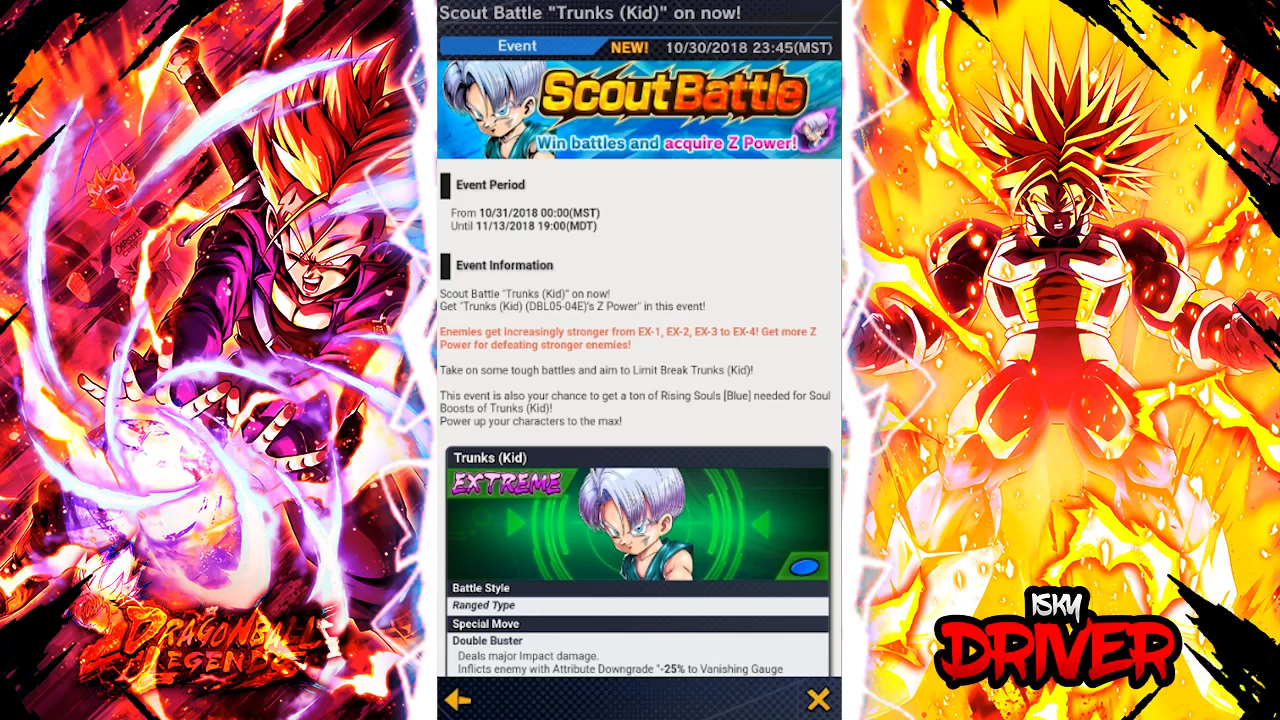 Scout Battle "Trunks (Kid)" on now!
Event NEW! 10/30/2018 23:45(MST)
Scout Battle
Win battles and acquire Z Power!
Event Period
From 10/31/2018 00:00(MST)
Until 11/13/2018 19:00(MDT)
Event Information
Scout Battle "Trunks (Kid)" on now!
Get "Trunks (Kid) (DBL05-04E)'s Z Power" in this event!
Enemies get increasingly stronger from EX-1, EX-2, EX-3 to EX-4! Get more Z
Power for defeating stronger enemies!
Take on some tough battles and aim to Limit Break Trunks (Kid)!
This event is also your chance to get a ton of Rising Souls [Blue] needed for Soul
Boosts of Trunks (Kid)!
Power up your characters to the max!
Trunks (Kid)
EXTREME
Battle Style
Ranged Type
Special Move
Double Buster
Deals major Impact damage.
Inflicts enemy with Attribute Downgrade "-25% to Vanishing Gauge
CAPSULE
CORP.
DRAGONBALL
LEGENDS
ISKY
DRIVER